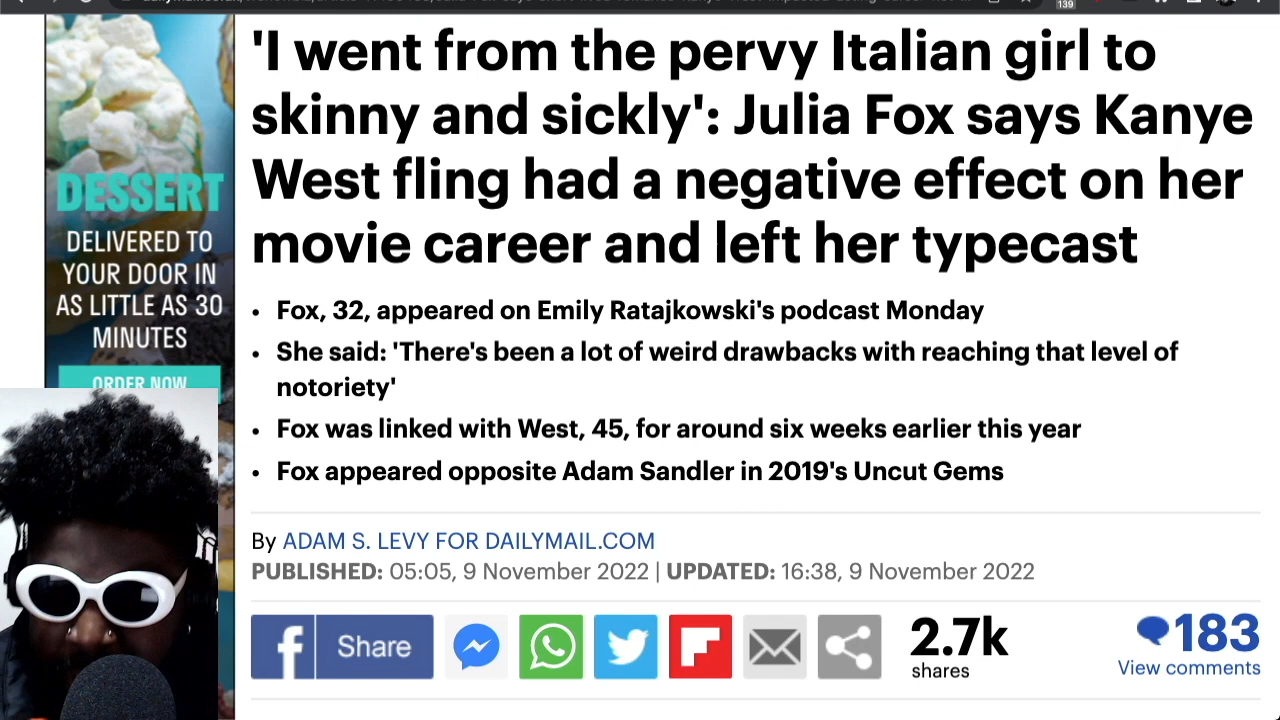 139
'I went from the pervy Italian girl to
skinny and sickly': Julia Fox says Kanye
West fling had a negative effect on her
movie career and left her typecast
• Fox, 32, appeared on Emily Ratajkowski's podcast Monday
• She said: 'There's been a lot of weird drawbacks with reaching that level of
notoriety'
• Fox was linked with West, 45, for around six weeks earlier this year
• Fox appeared opposite Adam Sandler in 2019's Uncut Gems
By ADAM S. LEVY FOR DAILYMAIL.COM
PUBLISHED: 05:05, 9 November 2022 | UPDATED: 16:38, 9 November 2022
f Share
2.7k
shares
183
View comments
DESSERT
DELIVERED TO
YOUR DOOR IN
AS LITTLE AS 30
MINUTES
ORDER NOW